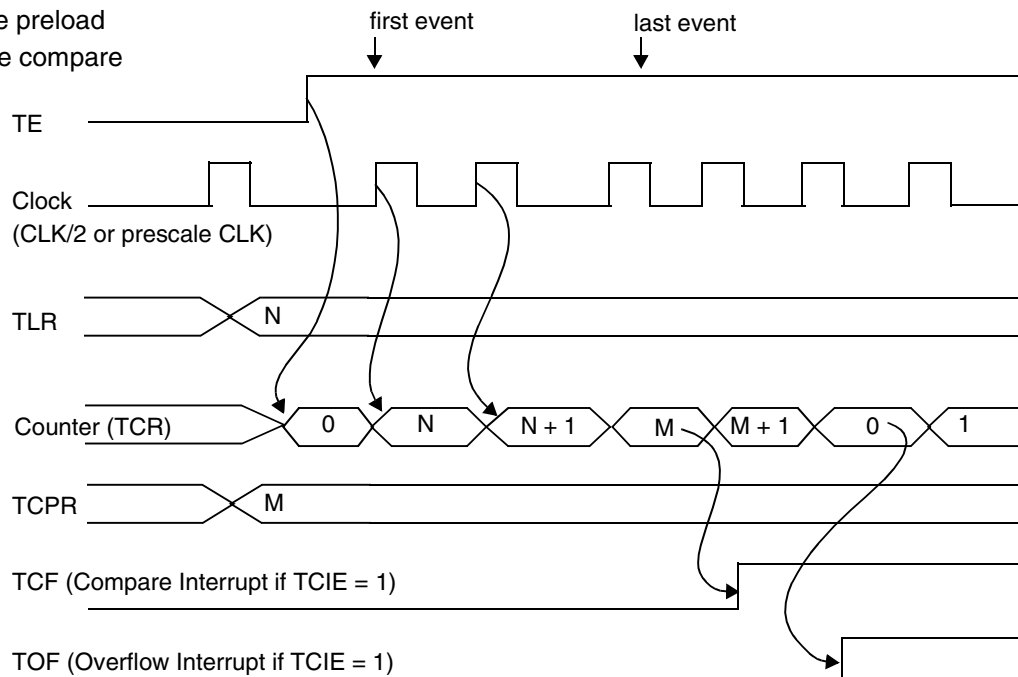 e preload
e compare
first event
last event
TE
Clock
(CLK/2 or prescale CLK)
TLR
N
Counter (TCR)
0
N
N + 1
M
M + 1
0
1
TCPR
M
TCF (Compare Interrupt if TCIE = 1)
TOF (Overflow Interrupt if TCIE = 1)